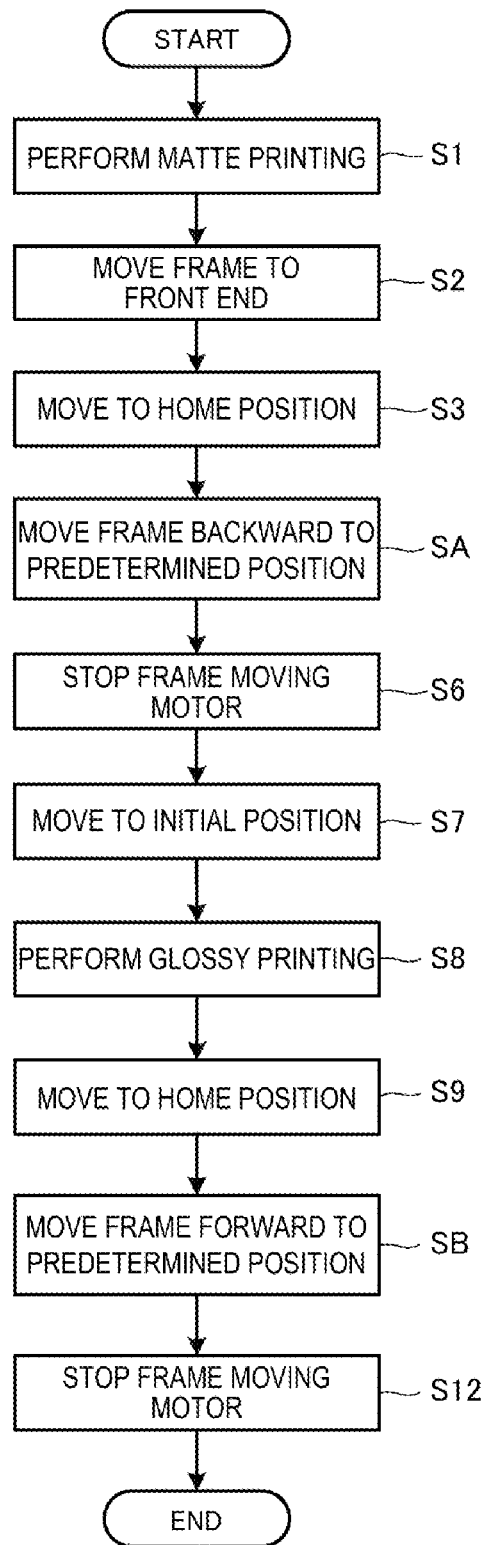 START
PERFORM MATTE PRINTING
S1
MOVE FRAME TO
FRONT END
S2
MOVE TO HOME POSITION
S3
MOVE FRAME BACKWARD TO
PREDETERMINED POSITION
SA
STOP FRAME MOVING
MOTOR
S6
MOVE TO INITIAL POSITION
S7
PERFORM GLOSSY PRINTING
S8
MOVE TO HOME POSITION
S9
MOVE FRAME FORWARD TO
PREDETERMINED POSITION
SB
STOP FRAME MOVING
MOTOR
S12
END